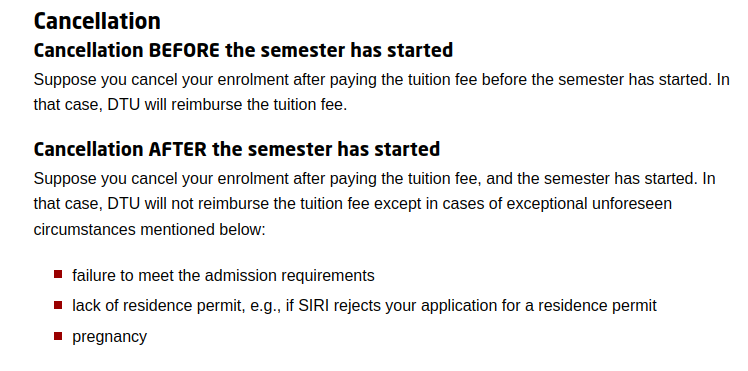 Cancellation
Cancellation BEFORE the semester has started
Suppose you cancel your enrolment after paying the tuition fee before the semester has started. In
that case, DTU will reimburse the tuition fee.
Cancellation AFTER the semester has started
Suppose you cancel your enrolment after paying the tuition fee, and the semester has started. In
that case, DTU will not reimburse the tuition fee except in cases of exceptional unforeseen
circumstances mentioned below:
failure to meet the admission requirements
lack of residence permit, e.g., if SIRI rejects your application for a residence permit
pregnancy